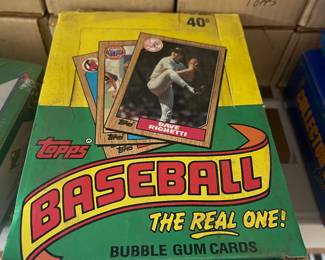 40¢
DAVE
RIGHETTI
Topps
BASEBALL
THE REAL ONE!
BUBBLE GUM CARDS